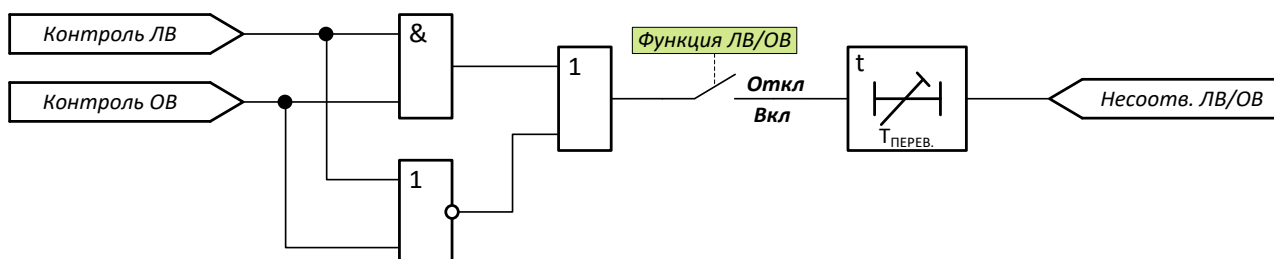 Контроль ЛВ
Контроль ОВ
&
1
1
Функция ЛВ/ОВ
Откл
Вкл
t
TПЕРЕВ.
Несоотв. ЛВ/ОВ